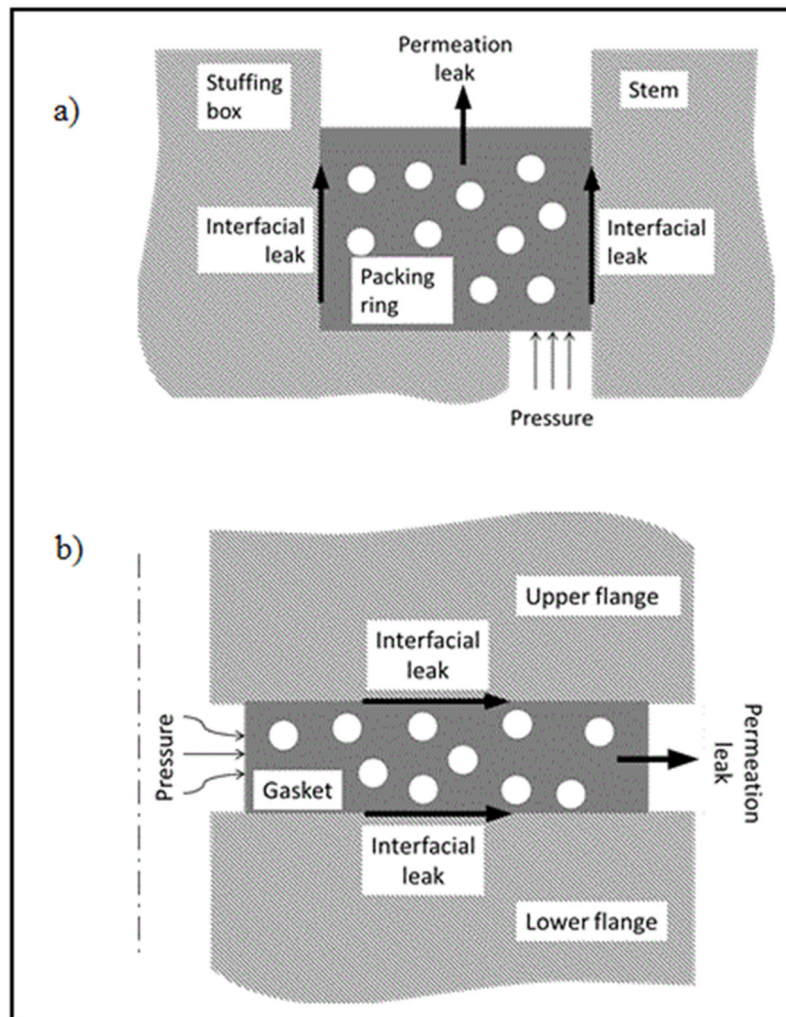 a)
Stuffing
box
Permeation
leak
Stem
Interfacial
leak
Interfacial
leak
Packing
ring
Pressure
b)
Upper flange
Interfacial
leak
Pressure
Gasket
Permeation
leak
Interfacial
leak
Lower flange